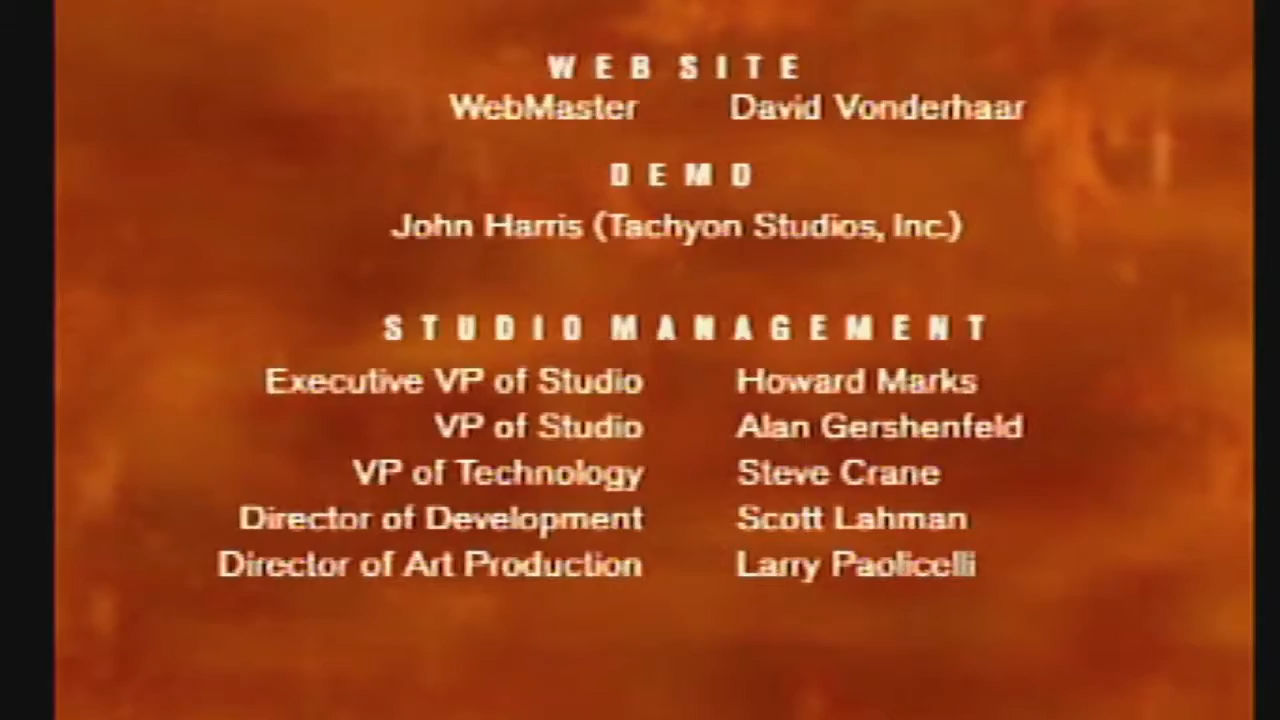 WEB SITE
WebMaster David Vonderhaar
DEMO
John Harris (Tachyon Studios, Inc.)
STUDIO MANAGEMENT
Executive VP of Studio Howard Marks
VP of Studio Alan Gershenfeld
VP of Technology Steve Crane
Director of Development Scott Lahman
Director of Art Production Larry Paolicelli